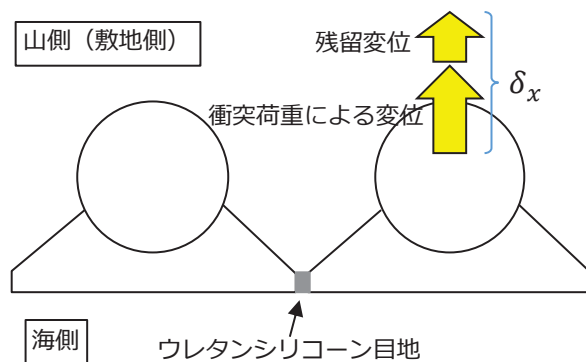 山側（敷地側）
残留変位
衝突荷重による変位
δx
海側
ウレタンシリコーン目地